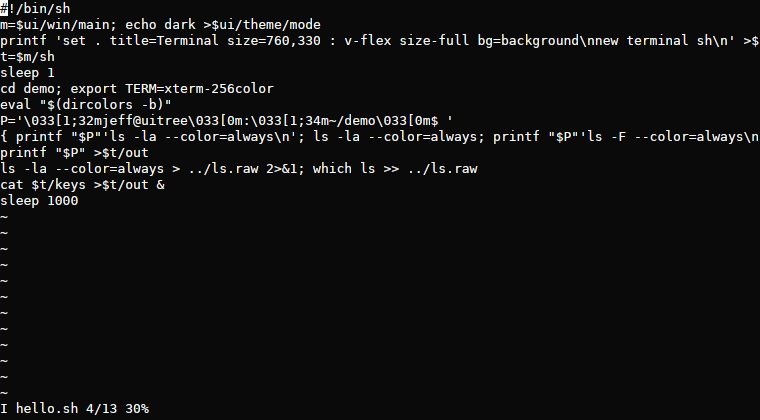 #!/bin/sh
m=$ui/win/main; echo dark >$ui/theme/mode
printf 'set . title=Terminal size=760,330 : v-flex size-full bg=background\nnew terminal sh\n' >$
t=$m/sh
sleep 1
cd demo; export TERM=xterm-256color
eval "$(dircolors -b)"
P='\033[1;32mjeff@uitree\033[0m:\033[1;34m~/demo\033[0m$ '
{ printf "$P"'ls -la --color=always\n'; ls -la --color=always; printf "$P"'ls -F --color=always\n
printf "$P" >$t/out
ls -la --color=always > ../ls.raw 2>&1; which ls >> ../ls.raw
cat $t/keys >$t/out &
sleep 1000
~
~
~
~
~
~
~
~
~
~
~
~
I hello.sh 4/13 30%